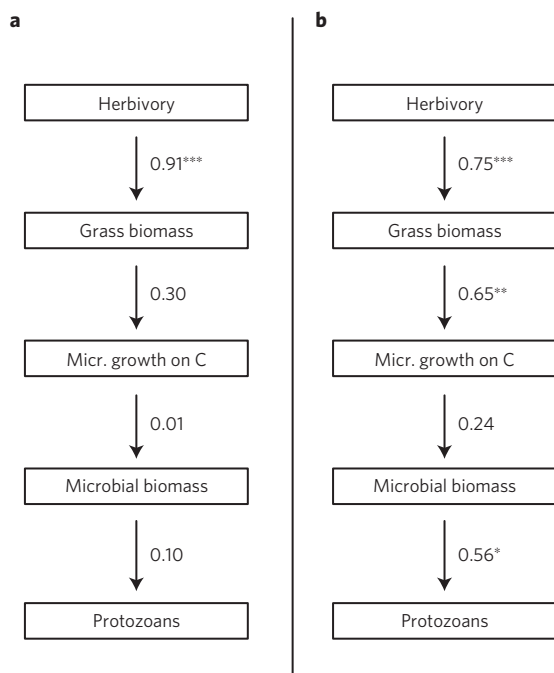 a
Herbivory
0.91***
Grass biomass
0.30
Micr. growth on C
0.01
Microbial biomass
0.10
Protozoans
b
Herbivory
0.75***
Grass biomass
0.65**
Micr. growth on C
0.24
Microbial biomass
0.56*
Protozoans